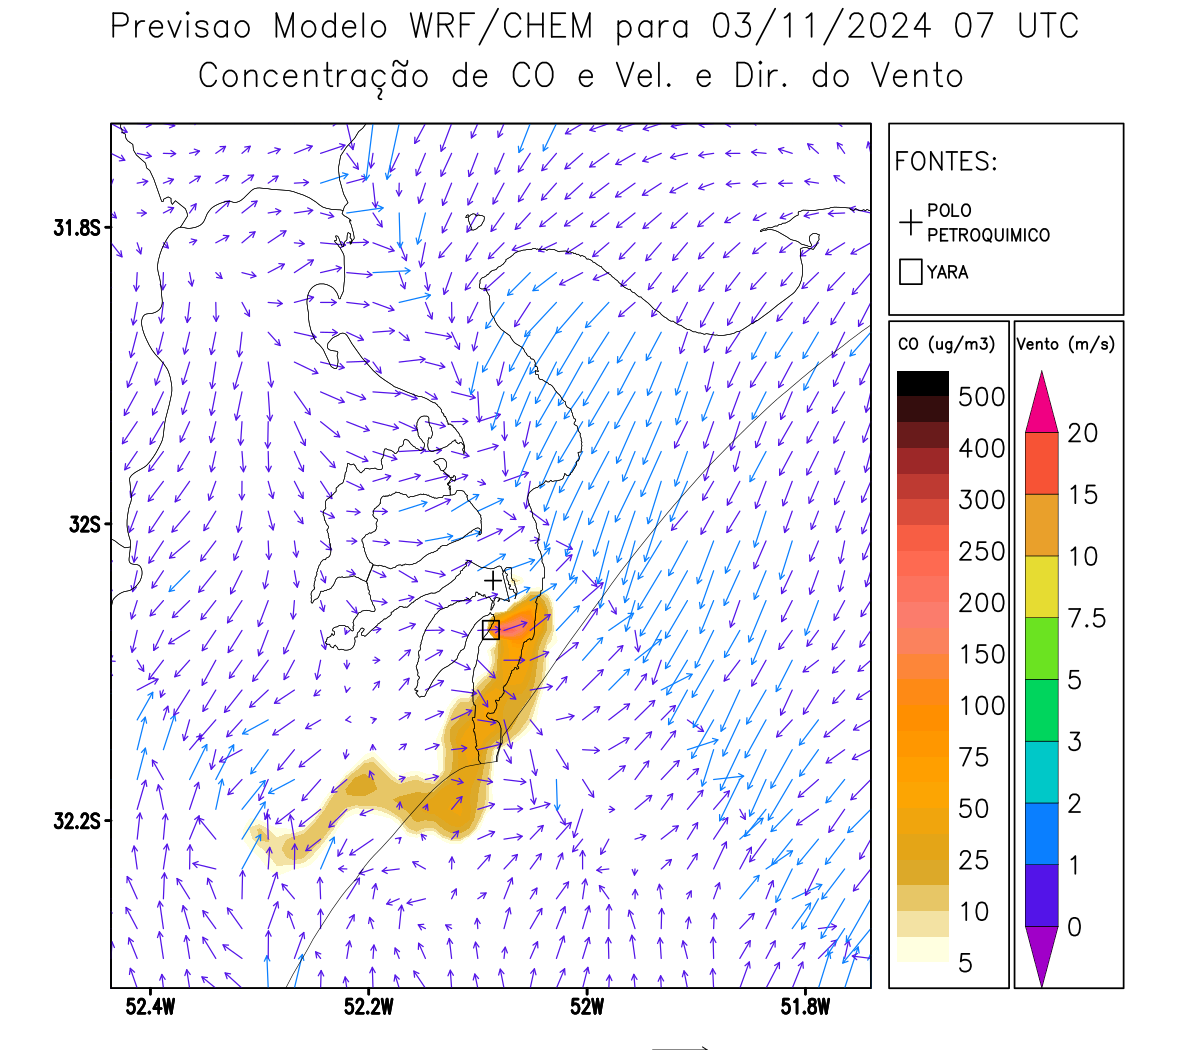 Previsao Modelo WRF/CHEM para 03/11/2024 07 UTC
Concentração de CO e Vel. e Dir. do Vento
FONTES:
POLO
PETROQUIMICO
YARA
CO (ug/m3)
500
400
300
250
200
150
100
75
50
25
10
5
Vento (m/s)
20
15
10
7.5
5
3
2
1
0
31.8S
32S
32.2S
52.4W
52.2W
52W
51.8W